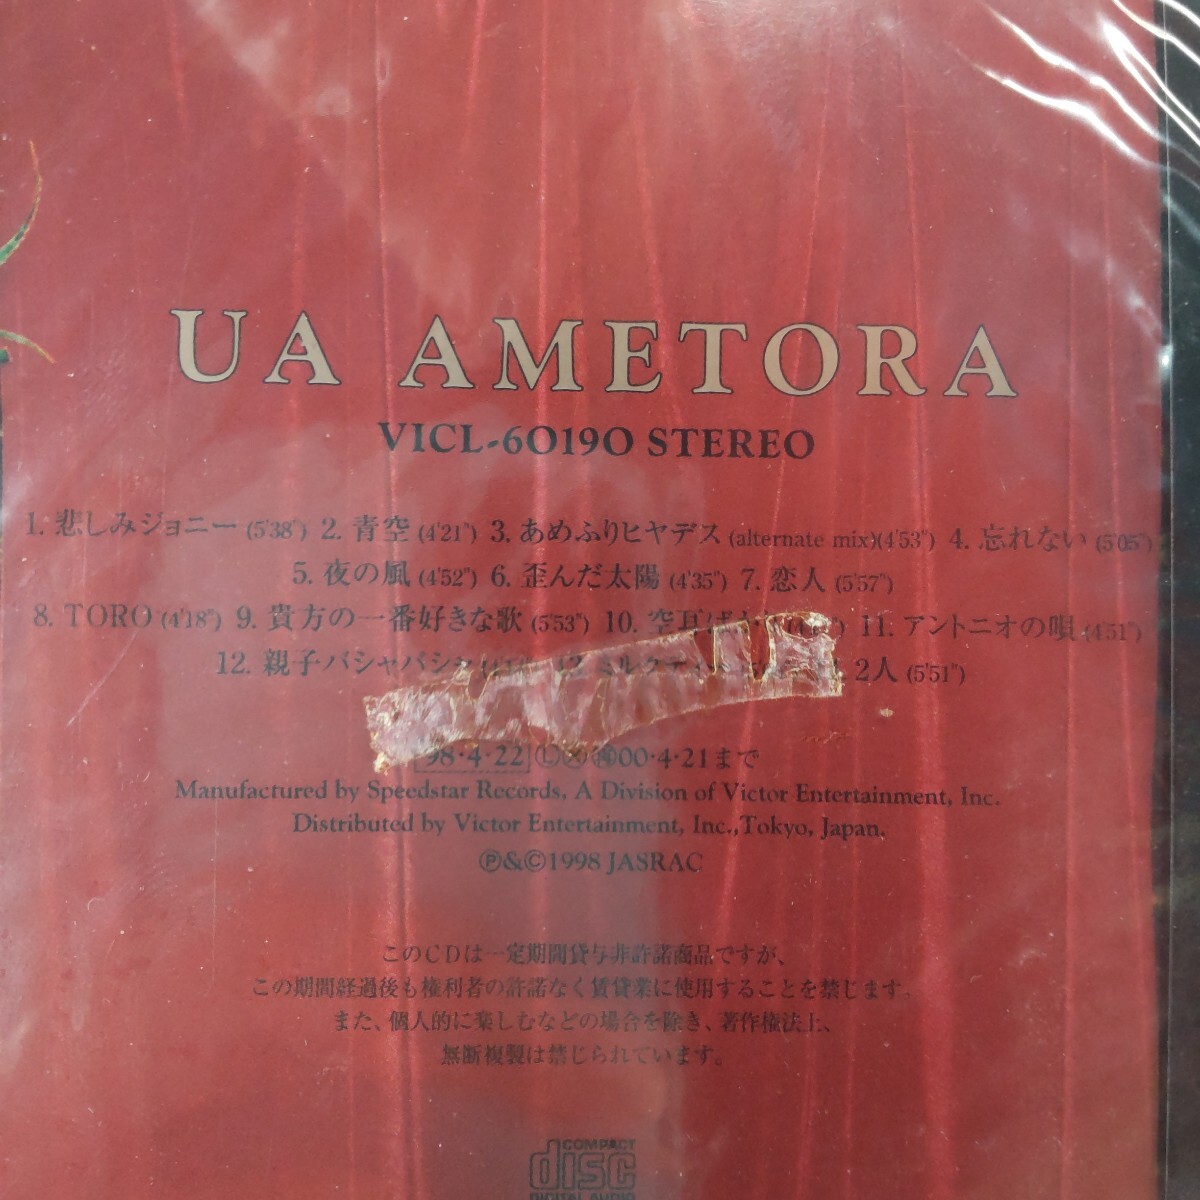 UA AMETORA
VICL-60190 STEREO
1. 悲しみジョニー (5'38") 2. 青空 (4'21") 3. あめふりヒヤデス (alternate mix)(4'53") 4. 忘れない (5'05")
5. 夜の風 (4'52") 6. 歪んだ太陽 (4'35") 7. 恋人 (5'57")
8. TORO (4'18") 9. 貴方の一番好きな歌 (5'53") 10. 11. アントニオの唄 (4'51")
12. 親子パシャパシャ 2人 (5'51")
98・4・22 Ⓛ Ⓧ 00・4・21まで
Manufactured by Speedstar Records, A Division of Victor Entertainment, Inc.
Distributed by Victor Entertainment, Inc.,Tokyo, Japan.
Ⓟ&©1998 JASRAC
このCDは一定期間貸与非許諾商品ですが、
この期間経過後も権利者の許諾なく賃貸業に使用することを禁じます。
また、個人的に楽しむなどの場合を除き、著作権法上、
無断複製は禁じられています。
COMPACT
disc
DIGITAL AUDIO